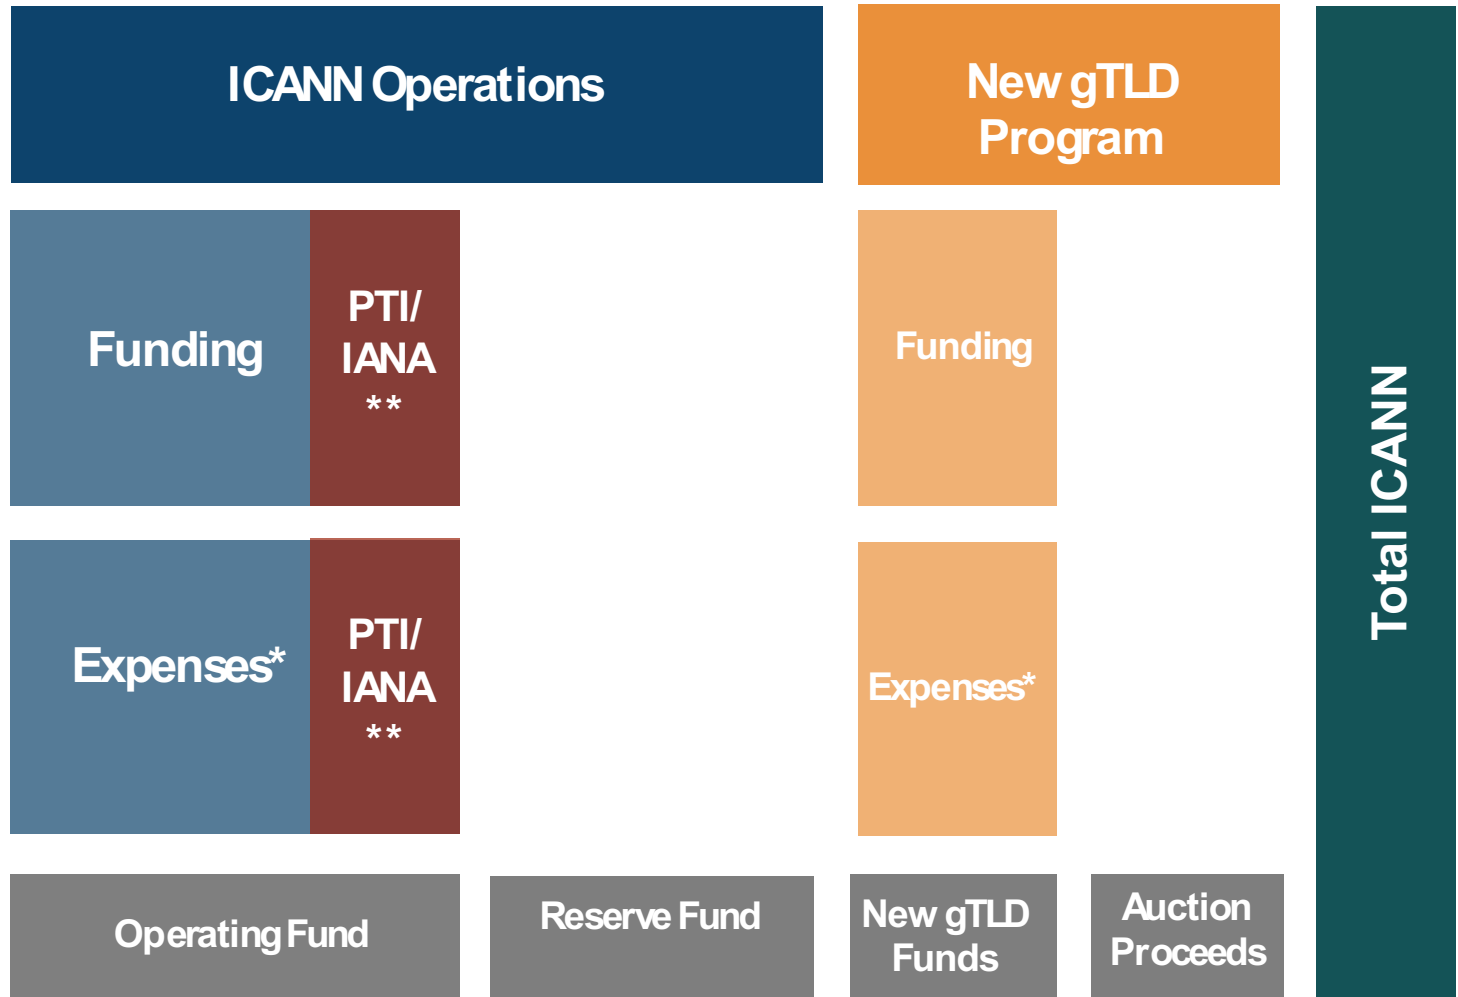 ICANN Operations
New gTLD
Program
Funding
PTI/
IANA
**
Funding
Expenses*
PTI/
IANA
**
Expenses*
Operating Fund
Reserve Fund
New gTLD
Funds
Auction
Proceeds
Total ICANN